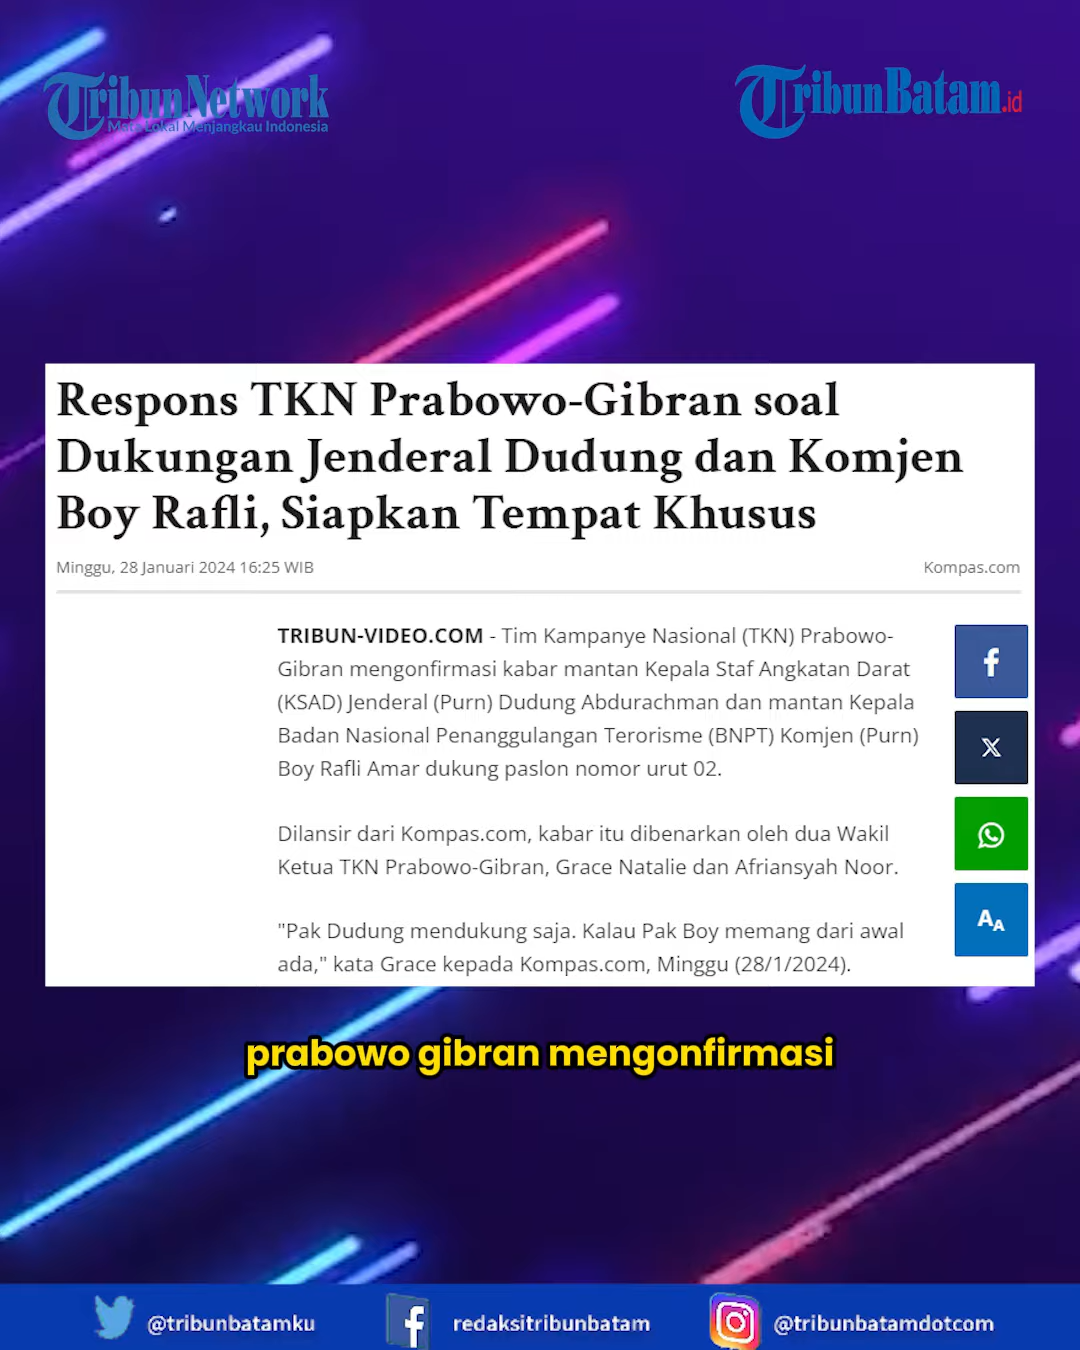 TribunNetwork
Mata Lokal Menjangkau Indonesia
TribunBatam.id
Respons TKN Prabowo-Gibran soal
Dukungan Jenderal Dudung dan Komjen
Boy Rafli, Siapkan Tempat Khusus
Minggu, 28 Januari 2024 16:25 WIB
Kompas.com
TRIBUN-VIDEO.COM - Tim Kampanye Nasional (TKN) Prabowo-
Gibran mengonfirmasi kabar mantan Kepala Staf Angkatan Darat
(KSAD) Jenderal (Purn) Dudung Abdurachman dan mantan Kepala
Badan Nasional Penanggulangan Terorisme (BNPT) Komjen (Purn)
Boy Rafli Amar dukung paslon nomor urut 02.
Dilansir dari Kompas.com, kabar itu dibenarkan oleh dua Wakil
Ketua TKN Prabowo-Gibran, Grace Natalie dan Afriansyah Noor.
"Pak Dudung mendukung saja. Kalau Pak Boy memang dari awal
ada," kata Grace kepada Kompas.com, Minggu (28/1/2024).
AA
prabowo gibran mengonfirmasi
@tribunbatamku
redaksitribunbatam
@tribunbatamdotcom